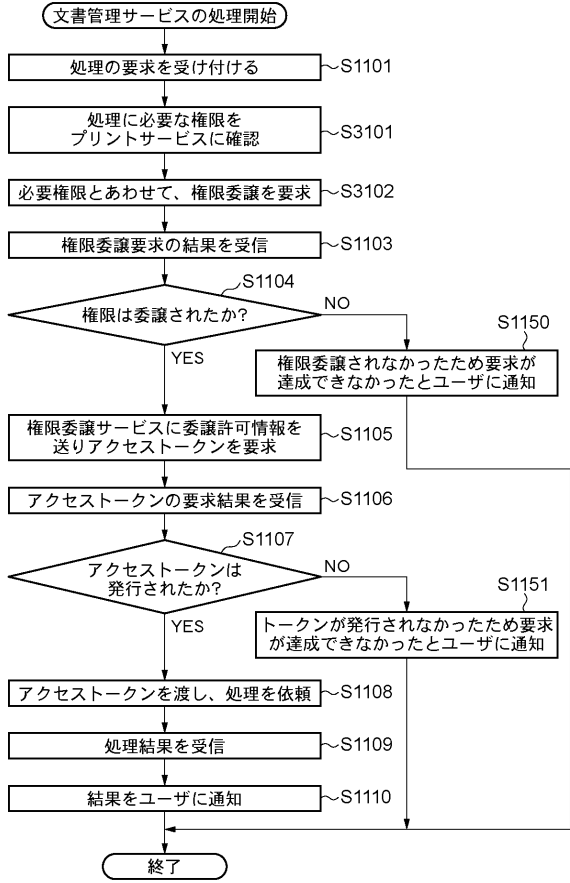 文書管理サービスの処理開始
処理の要求を受け付ける
S1101
処理に必要な権限を
プリントサービスに確認
S3101
必要権限とあわせて、権限委譲を要求
S3102
権限委譲要求の結果を受信
S1103
S1104
権限は委譲されたか?
NO
YES
S1150
権限委譲されなかったため要求が
達成できなかったとユーザに通知
権限委譲サービスに委譲許可情報を
送りアクセストークンを要求
S1105
アクセストークンの要求結果を受信
S1106
S1107
アクセストークンは
発行されたか?
NO
YES
S1151
トークンが発行されなかったため要求
が達成できなかったとユーザに通知
アクセストークンを渡し、処理を依頼
S1108
処理結果を受信
S1109
結果をユーザに通知
S1110
終了